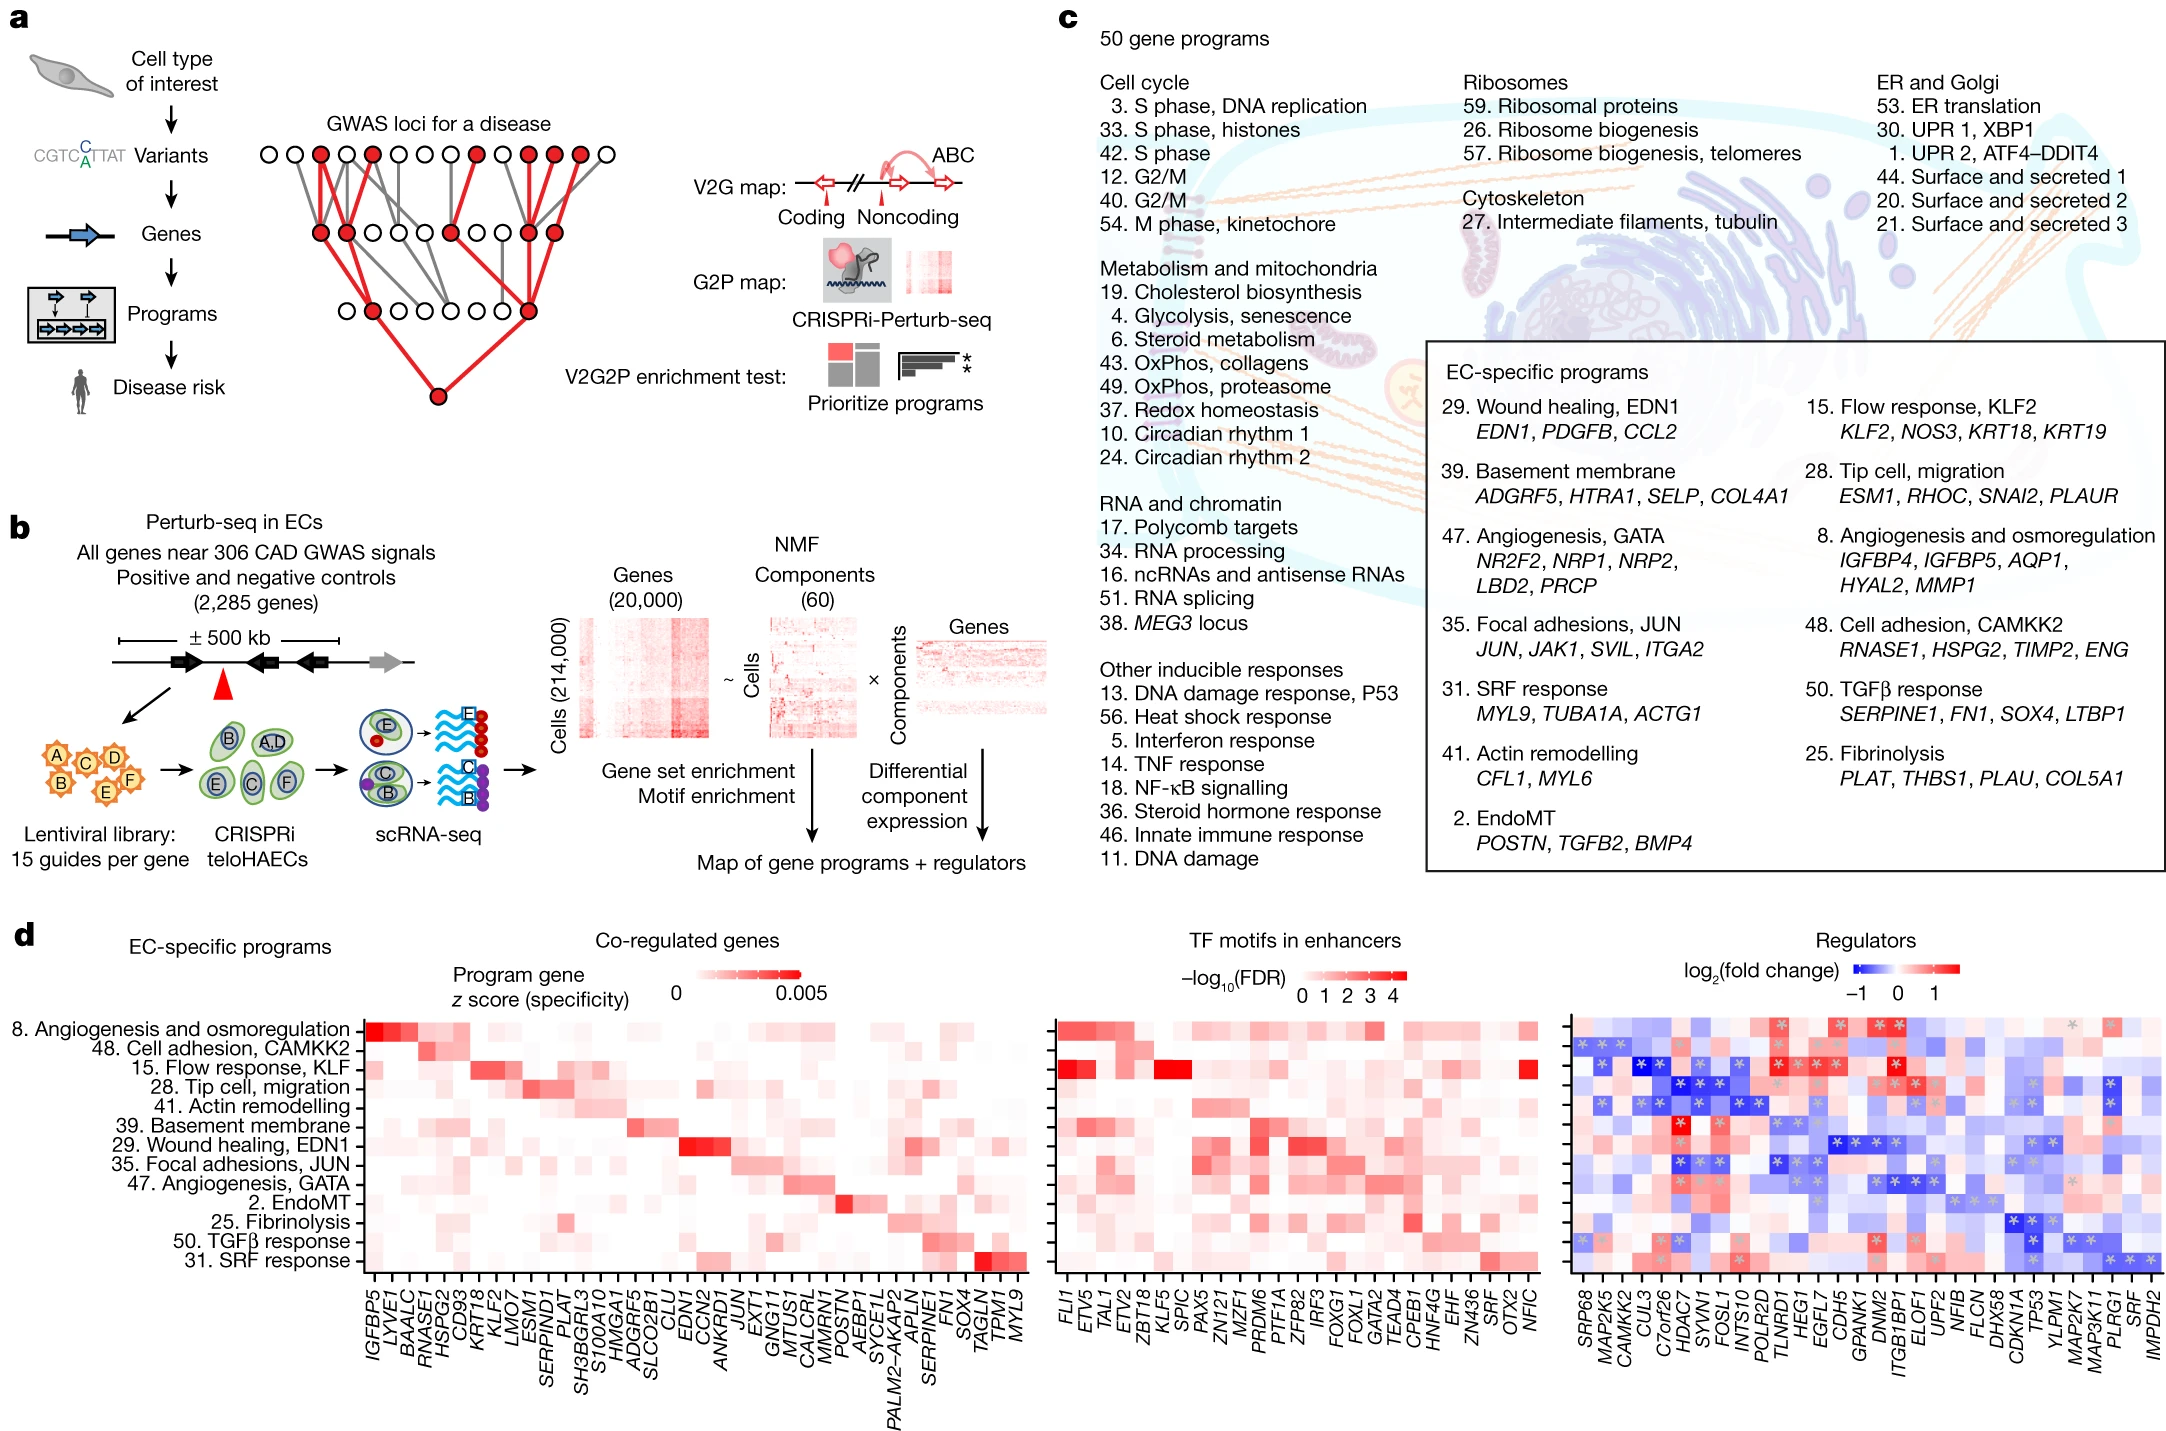 a
Cell type
of interest
CGTC C/A TTAT Variants
Genes
Programs
Disease risk
GWAS loci for a disease
V2G map:
ABC
Coding Noncoding
G2P map:
CRISPRi-Perturb-seq
V2G2P enrichment test:
*
*
Prioritize programs
b
Perturb-seq in ECs
All genes near 306 CAD GWAS signals
Positive and negative controls
(2,285 genes)
± 500 kb
A
C
D
B
E
F
B
A,D
E
C
F
E
C
B
E
C
B
Lentiviral library:
15 guides per gene
CRISPRi
teloHAECs
scRNA-seq
NMF
Genes
(20,000)
Components
(60)
Genes
Cells (214,000)
~
Cells
×
Components
Gene set enrichment
Motif enrichment
Differential
component
expression
Map of gene programs + regulators
c
50 gene programs
Cell cycle
3. S phase, DNA replication
33. S phase, histones
42. S phase
12. G2/M
40. G2/M
54. M phase, kinetochore
Metabolism and mitochondria
19. Cholesterol biosynthesis
4. Glycolysis, senescence
6. Steroid metabolism
43. OxPhos, collagens
49. OxPhos, proteasome
37. Redox homeostasis
10. Circadian rhythm 1
24. Circadian rhythm 2
RNA and chromatin
17. Polycomb targets
34. RNA processing
16. ncRNAs and antisense RNAs
51. RNA splicing
38. MEG3 locus
Other inducible responses
13. DNA damage response, P53
56. Heat shock response
5. Interferon response
14. TNF response
18. NF-κB signalling
36. Steroid hormone response
46. Innate immune response
11. DNA damage
Ribosomes
59. Ribosomal proteins
26. Ribosome biogenesis
57. Ribosome biogenesis, telomeres
Cytoskeleton
27. Intermediate filaments, tubulin
ER and Golgi
53. ER translation
30. UPR 1, XBP1
1. UPR 2, ATF4–DDIT4
44. Surface and secreted 1
20. Surface and secreted 2
21. Surface and secreted 3
EC-specific programs
29. Wound healing, EDN1
EDN1, PDGFB, CCL2
39. Basement membrane
ADGRF5, HTRA1, SELP, COL4A1
47. Angiogenesis, GATA
NR2F2, NRP1, NRP2,
LBD2, PRCP
35. Focal adhesions, JUN
JUN, JAK1, SVIL, ITGA2
31. SRF response
MYL9, TUBA1A, ACTG1
41. Actin remodelling
CFL1, MYL6
2. EndoMT
POSTN, TGFB2, BMP4
15. Flow response, KLF2
KLF2, NOS3, KRT18, KRT19
28. Tip cell, migration
ESM1, RHOC, SNAI2, PLAUR
8. Angiogenesis and osmoregulation
IGFBP4, IGFBP5, AQP1,
HYAL2, MMP1
48. Cell adhesion, CAMKK2
RNASE1, HSPG2, TIMP2, ENG
50. TGFβ response
SERPINE1, FN1, SOX4, LTBP1
25. Fibrinolysis
PLAT, THBS1, PLAU, COL5A1
d
EC-specific programs
Co-regulated genes
Program gene
z score (specificity)
0 0.005
TF motifs in enhancers
–log10(FDR)
0 1 2 3 4
Regulators
log2(fold change)
–1 0 1
8. Angiogenesis and osmoregulation
48. Cell adhesion, CAMKK2
15. Flow response, KLF
28. Tip cell, migration
41. Actin remodelling
39. Basement membrane
29. Wound healing, EDN1
35. Focal adhesions, JUN
47. Angiogenesis, GATA
2. EndoMT
25. Fibrinolysis
50. TGFβ response
31. SRF response
IGFBP5
LYVE1
BAALC
RNASE1
HSPG2
CD93
KRT18
KLF2
LMO7
ESM1
SERPIND1
PLAT
SH3BGRL3
S100A10
HMGA1
ADGRF5
SLCO2B1
CLU
EDN1
CCN2
ANKRD1
JUN
EXT1
GNG11
MTUS1
CALCRL
MMRN1
POSTN
AEBP1
SYCE1L
PALM2–AKAP2
APLN
SERPINE1
FN1
SOX4
TAGLN
TPM1
MYL9
FLI1
ETV5
TAL1
ETV2
ZBT18
KLF5
SPIC
PAX5
ZN121
MZF1
PRDM6
PTF1A
ZFP82
IRF3
FOXG1
FOXL1
GATA2
TEAD4
CPEB1
HNF4G
EHF
ZN436
SRF
OTX2
NFIC
SRP68
MAP2K5
CAMKK2
CUL3
C7orf26
HDAC7
SYVN1
FOSL1
INTS10
POLR2D
TLNRD1
HEG1
EGFL7
CDH5
GPANK1
DNM2
ITGB1BP1
ELOF1
UPF2
NFIB
FLCN
DHX58
CDKN1A
TP53
YLPM1
MAP2K7
MAP3K11
PLRG1
SRF
IMPDH2